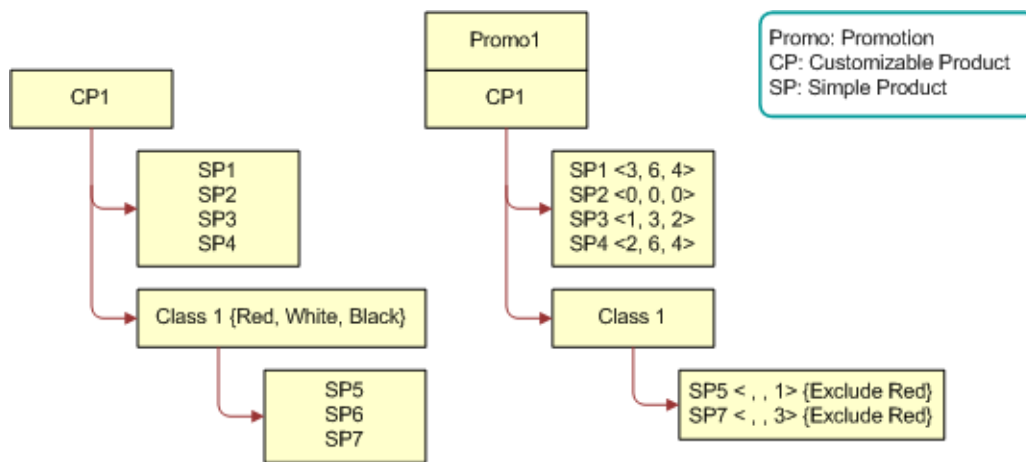 CP1
SP1
SP2
SP3
SP4
Class 1 {Red, White, Black}
SP5
SP6
SP7
Promo1
CP1
SP1 <3, 6, 4>
SP2 <0, 0, 0>
SP3 <1, 3, 2>
SP4 <2, 6, 4>
Class 1
SP5 < , , 1> {Exclude Red}
SP7 < , , 3> {Exclude Red}
Promo: Promotion
CP: Customizable Product
SP: Simple Product